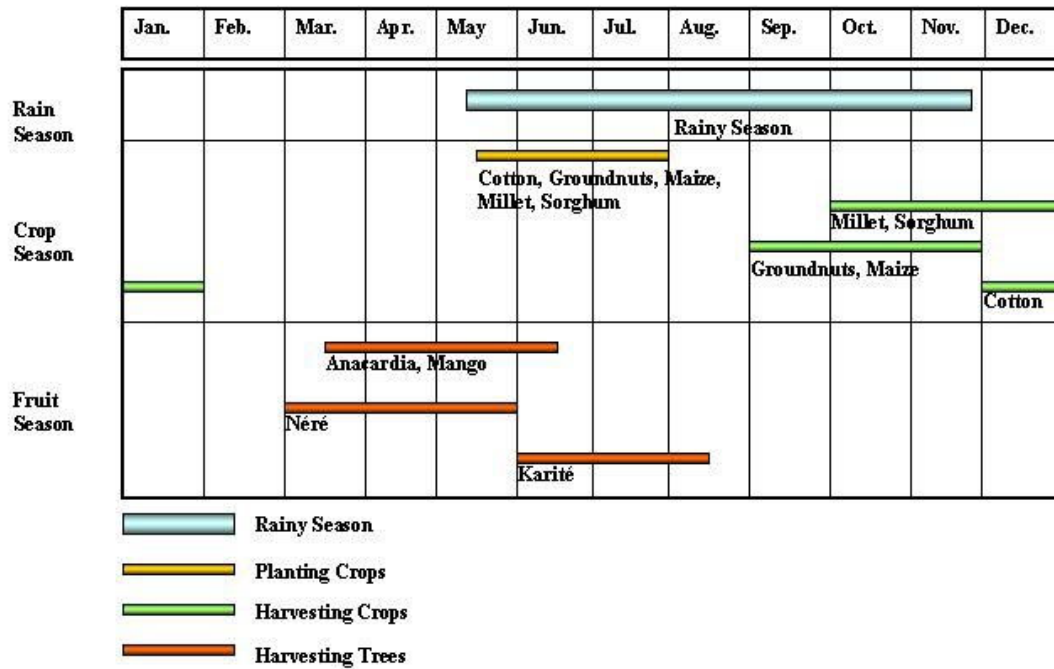 Jan. Feb. Mar. Apr. May Jun. Jul. Aug. Sep. Oct. Nov. Dec.
Rain
Season
Rainy Season
Cotton, Groundnuts, Maize,
Millet, Sorghum
Millet, Sorghum
Crop
Season
Groundnuts, Maize
Cotton
Anacardia, Mango
Fruit
Season
Néré
Karité
Rainy Season
Planting Crops
Harvesting Crops
Harvesting Trees